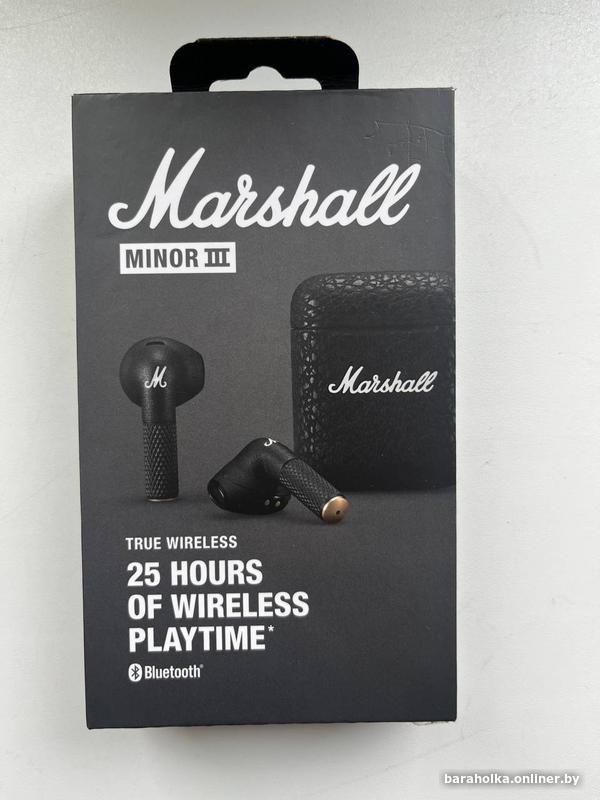 Marshall
MINOR III
M
Marshall
TRUE WIRELESS
25 HOURS
OF WIRELESS
PLAYTIME*
Bluetooth®
baraholka.onliner.by